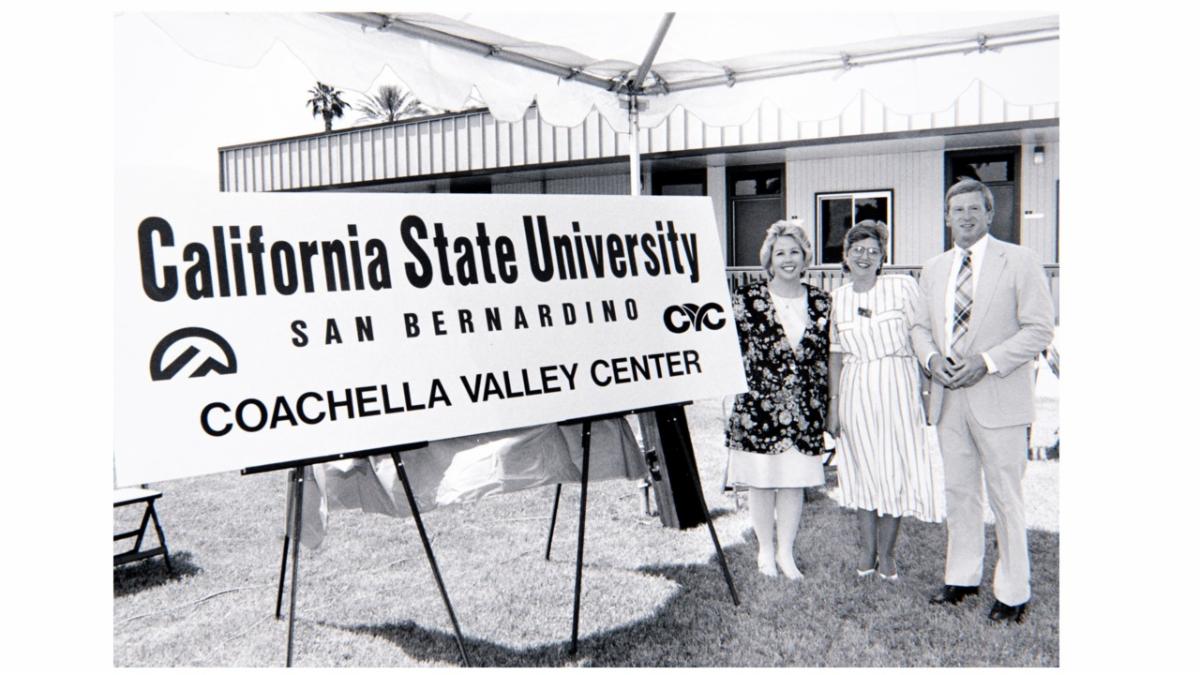 California State University
SAN BERNARDINO
CVC
COACHELLA VALLEY CENTER